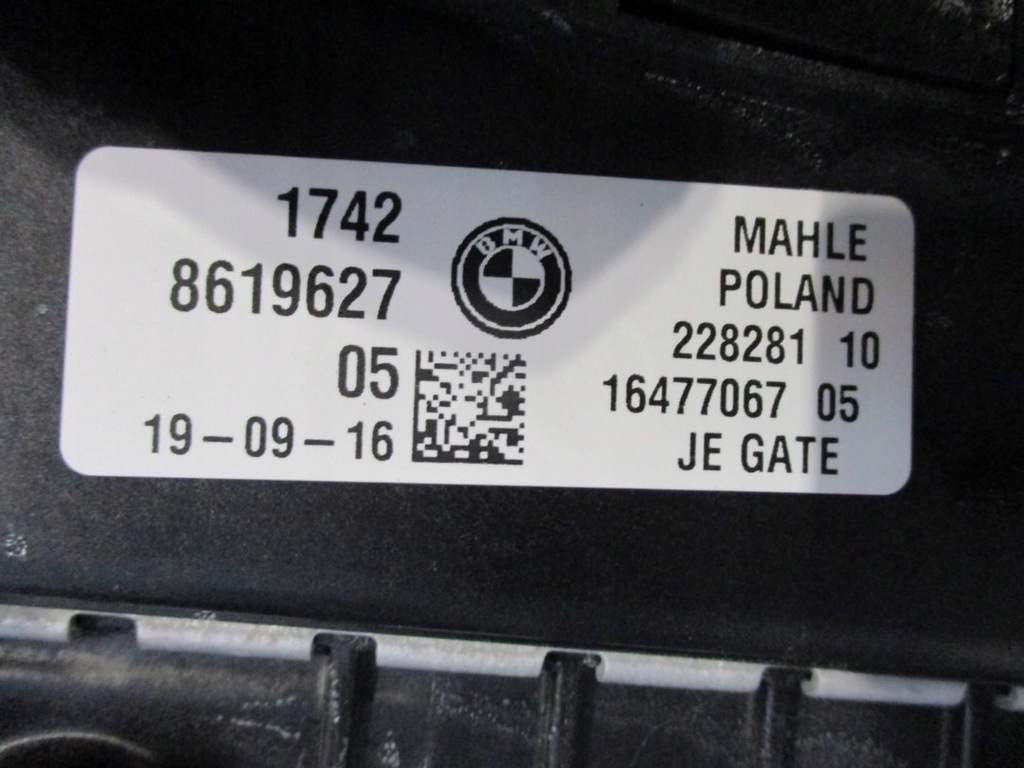 1742
8619627
05
19-09-16
BMW
MAHLE
POLAND
228281 10
16477067 05
JE GATE